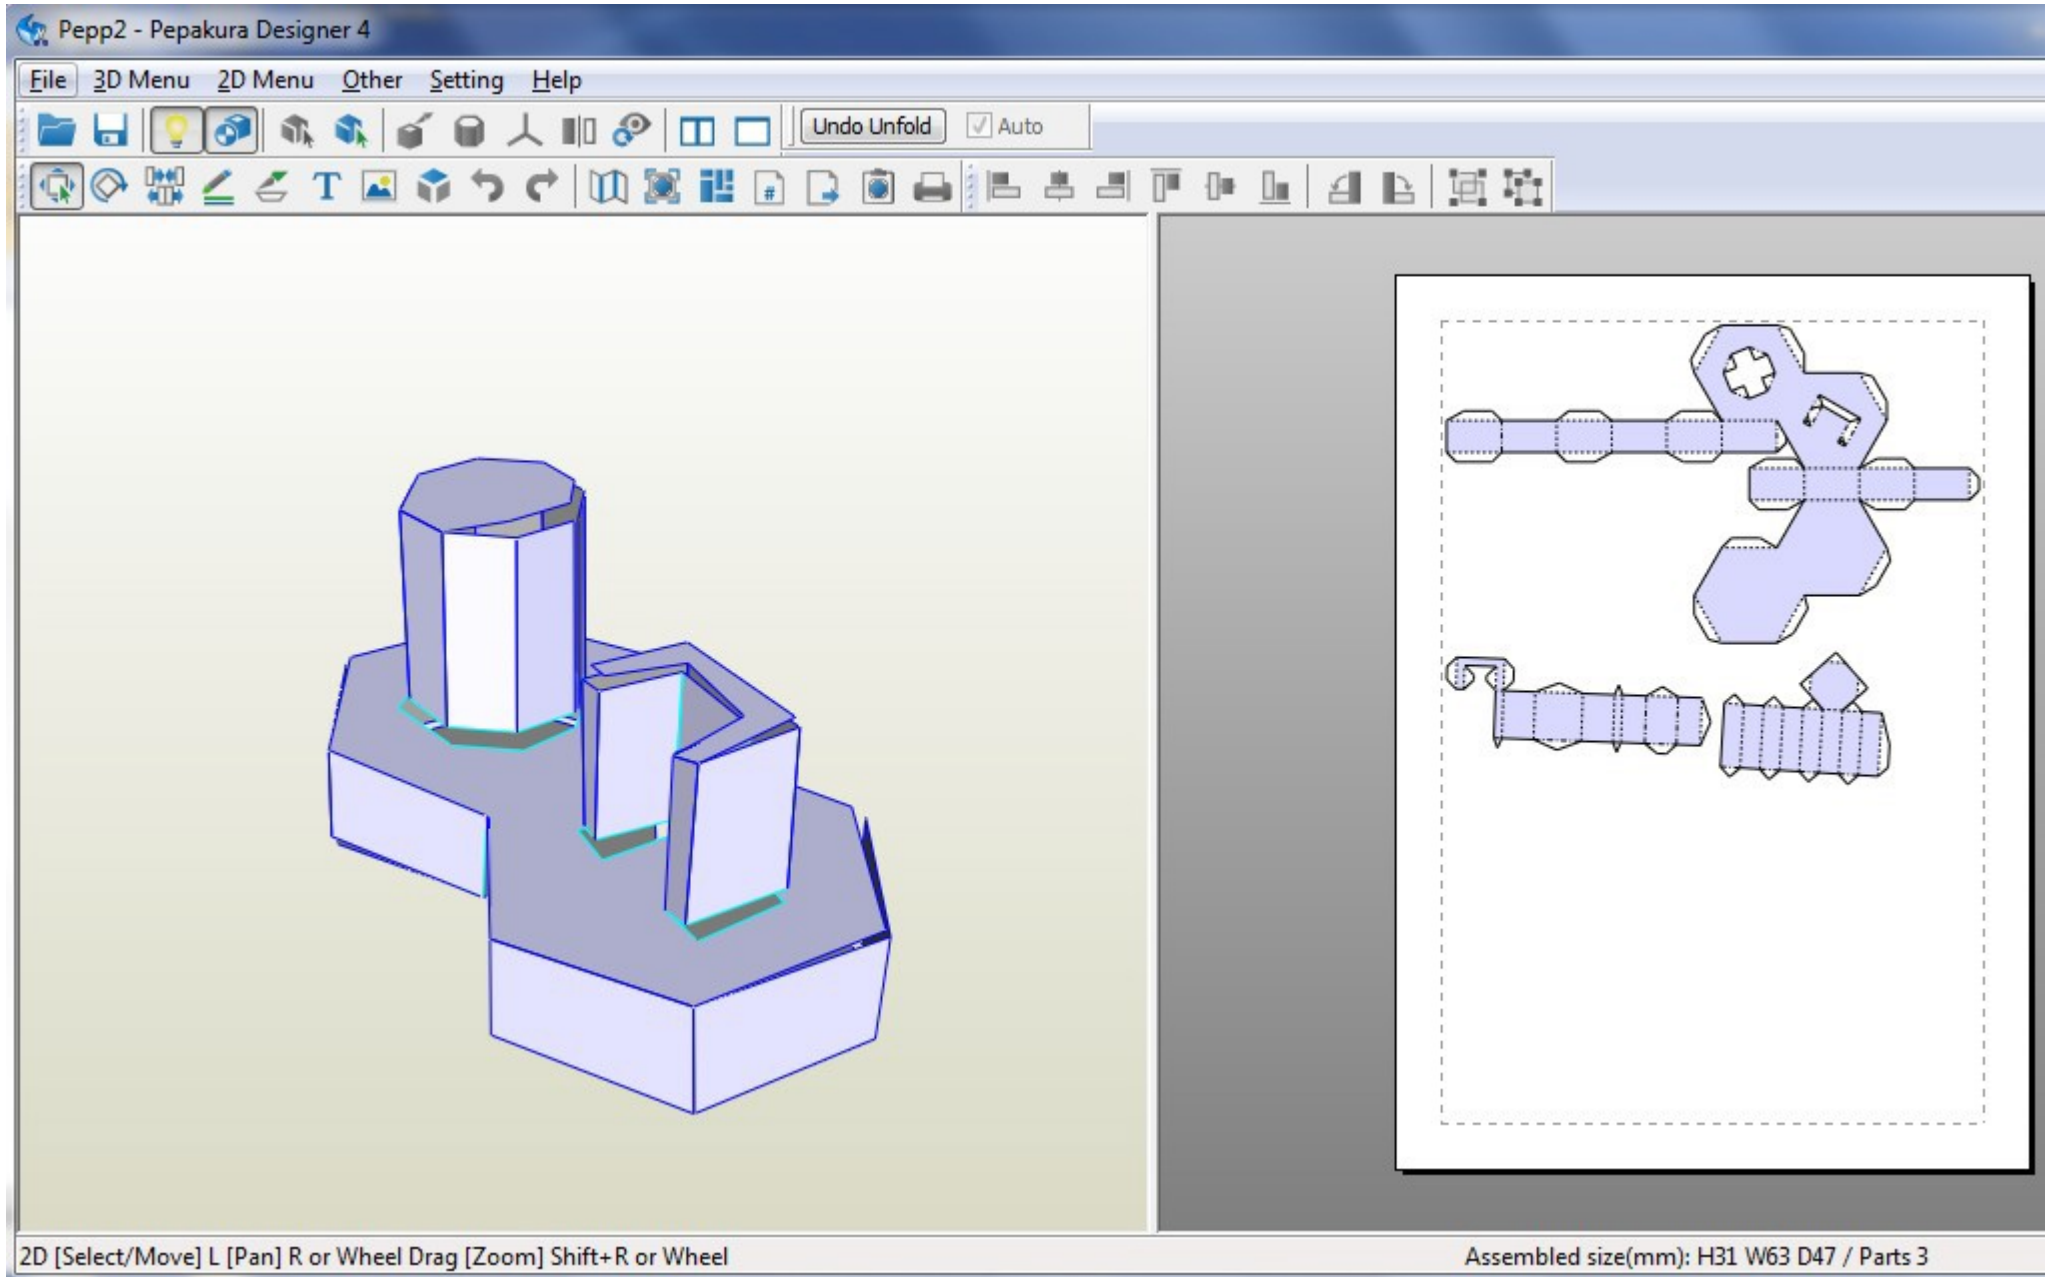 Pepp2 - Pepakura Designer 4
File 3D Menu 2D Menu Other Setting Help
Undo Unfold Auto
T #
2D [Select/Move] L [Pan] R or Wheel Drag [Zoom] Shift+R or Wheel
Assembled size(mm): H31 W63 D47 / Parts 3